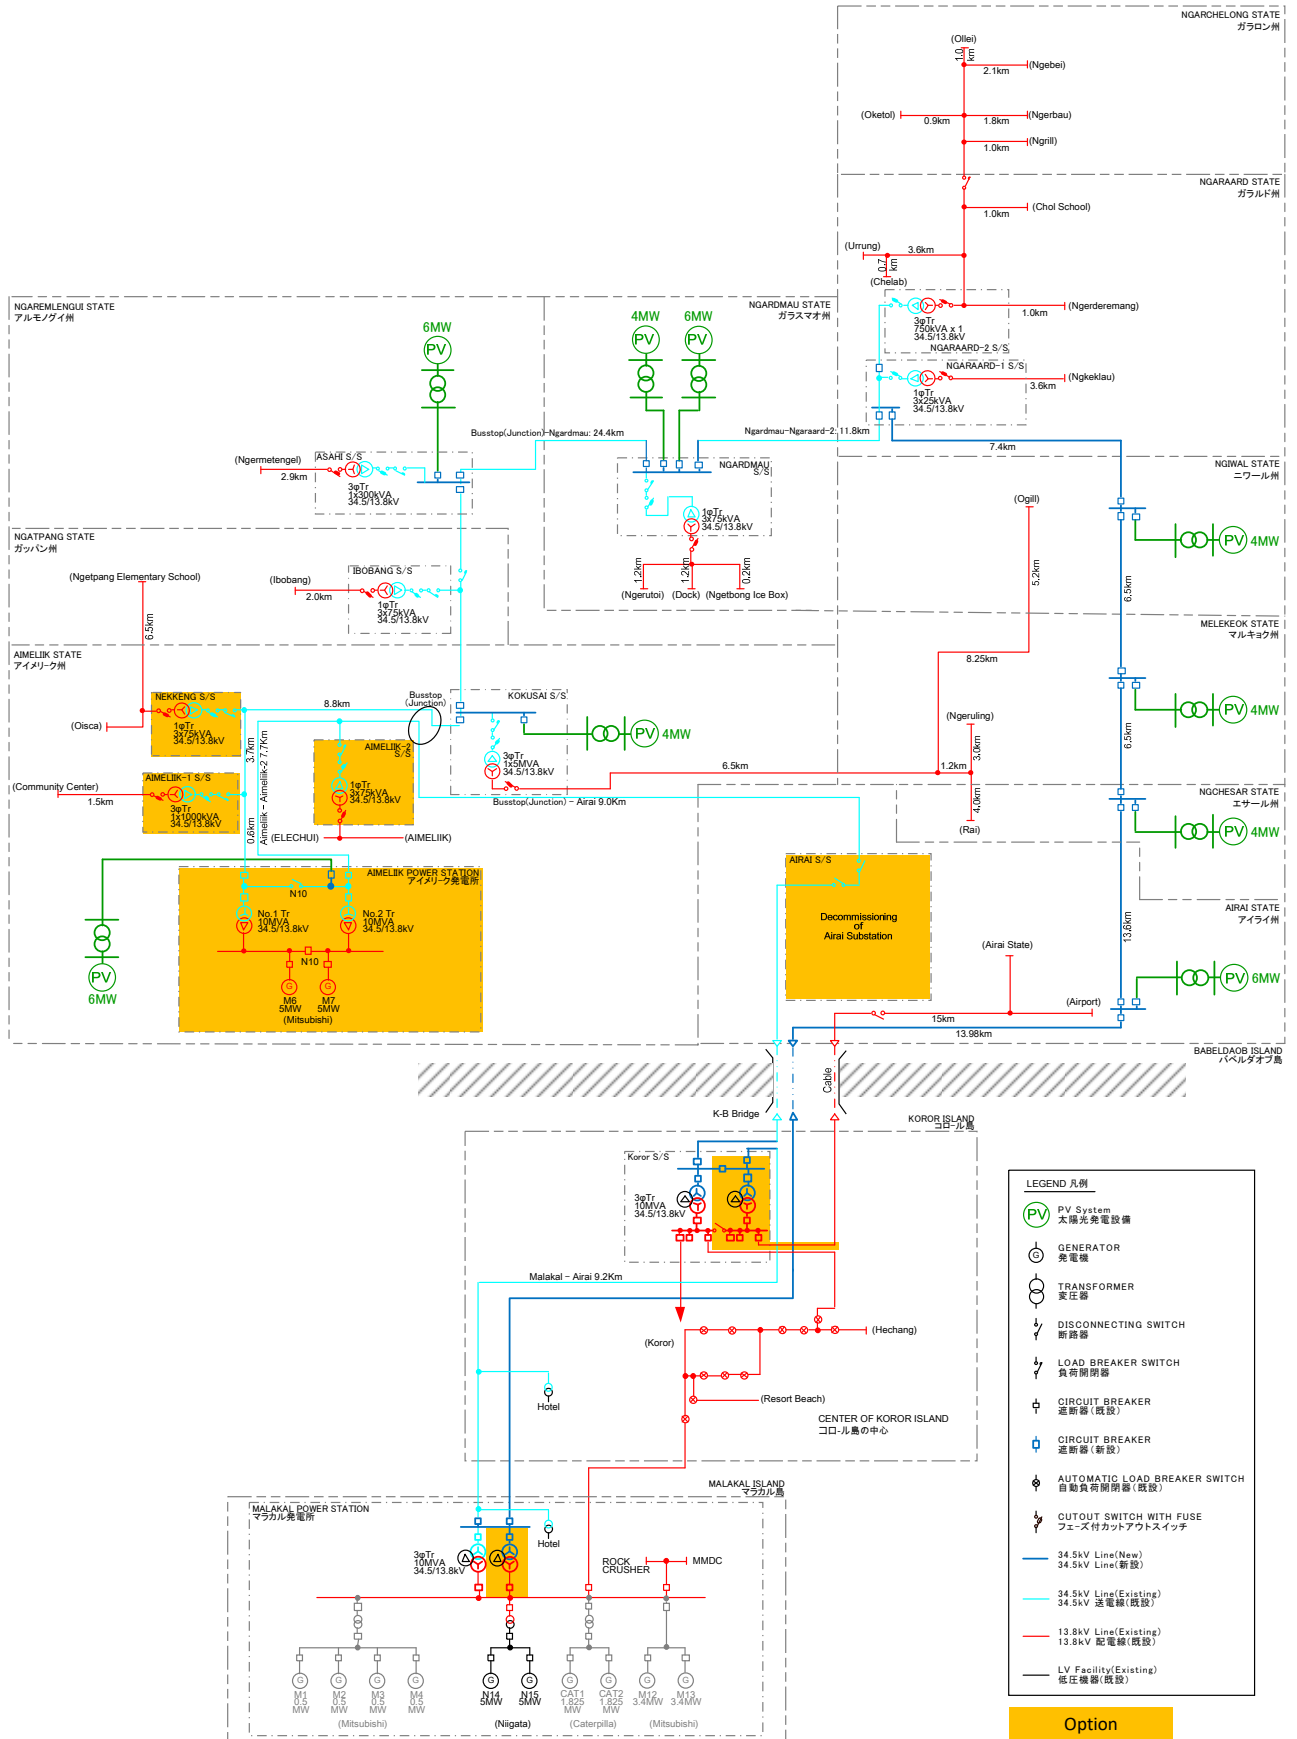 NGARCHELONG STATE
ガラロン州
(Ollei)
1.0
km
(Ngebei)
2.1km
(Oketol)
0.9km
1.8km
(Ngerbau)
(Ngrill)
1.0km
NGARAARD STATE
ガラルド州
(Chol School)
1.0km
(Urrung)
3.6km
0.7
km
(Chelab)
(Ngerderemang)
1.0km
3φTr
750kVA x 1
34.5/13.8kV
NGARAARD-2 S/S
NGARAARD-1 S/S
(Ngkeklau)
3.6km
1φTr
3x25kVA
34.5/13.8kV
7.4km
NGAREMLENGUI STATE
アルモノグイ州
6MW
PV
NGARDMAU STATE
ガラスマオ州
4MW
6MW
PV
PV
Busstop(Junction)-Ngardmau: 24.4km
Ngardmau-Ngaraard-2: 11.8km
ASAHI S/S
(Ngermetengel)
2.9km
3φTr
1x300kVA
34.5/13.8kV
NGARDMAU
S/S
1φTr
3x75kVA
34.5/13.8kV
1.2km
1.2km
0.2km
(Ngerutoi)
(Dock)
(Ngetbong Ice Box)
NGIWAL STATE
ニワール州
(Ogill)
5.2km
PV
4MW
6.5km
NGATPANG STATE
ガッパン州
(Ngetpang Elementary School)
6.5km
(Ibobang)
2.0km
IBOBANG S/S
1φTr
3x75kVA
34.5/13.8kV
MELEKEOK STATE
マルキョク州
8.25km
PV
4MW
6.5km
AIMELIIK STATE
アイメリーク州
NEKKENG S/S
(Oisca)
1φTr
3x75kVA
34.5/13.8kV
8.8km
Busstop
(Junction)
KOKUSAI S/S
3φTr
1x5MVA
34.5/13.8kV
PV
4MW
(Ngeruling)
3.0km
6.5km
1.2km
4.0km
(Rai)
3.7km
Aimeliik - Aimeliik-2 7.7Km
AIMELIIK-2
S/S
1φTr
3x75kVA
34.5/13.8kV
AIMELIIK-1 S/S
(Community Center)
1.5km
3φTr
1x1000kVA
34.5/13.8kV
0.6km
(ELECHUI)
(AIMELIIK)
Busstop(Junction) - Airai 9.0Km
NGCHESAR STATE
エサール州
PV
4MW
AIMELIIK POWER STATION
アイメリーク発電所
N10
No.1 Tr
10MVA
34.5/13.8kV
No.2 Tr
10MVA
34.5/13.8kV
N10
G
G
M6
5MW
M7
5MW
(Mitsubishi)
PV
6MW
AIRAI S/S
Decommissioning
of
Airai Substation
AIRAI STATE
アイライ州
13.6km
(Airai State)
PV
6MW
(Airport)
15km
13.98km
BABELDAOB ISLAND
バベルダオブ島
Cable
K-B Bridge
KOROR ISLAND
コロール島
Koror S/S
3φTr
10MVA
34.5/13.8kV
Malakal - Airai 9.2Km
(Koror)
(Hechang)
Hotel
(Resort Beach)
CENTER OF KOROR ISLAND
コロ-ル島の中心
MALAKAL ISLAND
マラカル島
MALAKAL POWER STATION
マラカル発電所
3φTr
10MVA
34.5/13.8kV
Hotel
ROCK
CRUSHER
MMDC
G G G G G G G G G G
M1
0.5
MW
M2
0.5
MW
M3
0.5
MW
M4
0.5
MW
(Mitsubishi)
N14
5MW
N15
5MW
(Niigata)
CAT1
1.825
MW
CAT2
1.825
MW
(Caterpilla)
M12
3.4MW
M13
3.4MW
(Mitsubishi)
LEGEND 凡例
PV
PV System
太陽光発電設備
G
GENERATOR
発電機
TRANSFORMER
変圧器
DISCONNECTING SWITCH
断路器
LOAD BREAKER SWITCH
負荷開閉器
CIRCUIT BREAKER
遮断器(既設)
CIRCUIT BREAKER
遮断器(新設)
AUTOMATIC LOAD BREAKER SWITCH
自動負荷開閉器(既設)
CUTOUT SWITCH WITH FUSE
フューズ付カットアウトスイッチ
34.5kV Line(New)
34.5kV Line(新設)
34.5kV Line(Existing)
34.5kV 送電線(既設)
13.8kV Line(Existing)
13.8kV 配電線(既設)
LV Facility(Existing)
低圧機器(既設)
Option